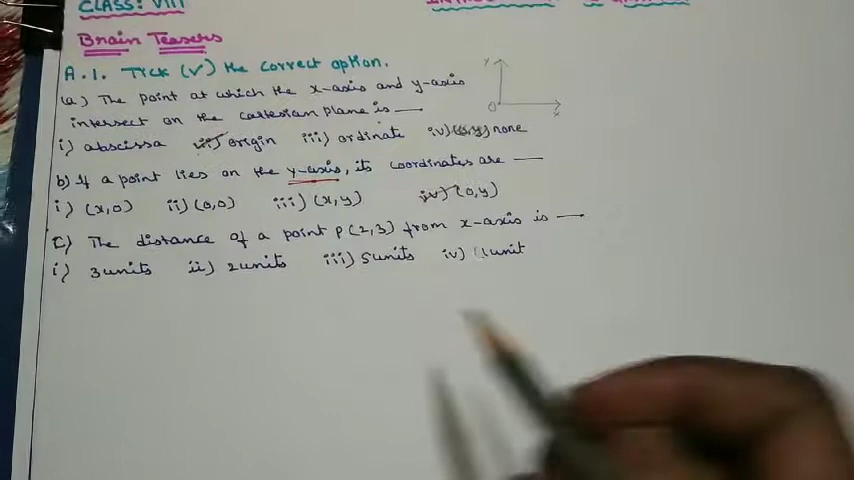 CLASS: VIII
Brain Teasers
A.1. Tick (√) the correct option.
(a.) The point at which the x-axis and y-axis
intersect on the cartesian plane is —
i) abscissa ii) origin iii) ordinate iv) none
b) If a point lies on the y-axis, its coordinates are —
i) (x,0) ii) (0,0) iii) (x,y) iv) (0,y)
C) The distance of a point P(2,3) from x-axis is —
i) 3units ii) 2units iii) 5units iv) 1unit
Y
O
X